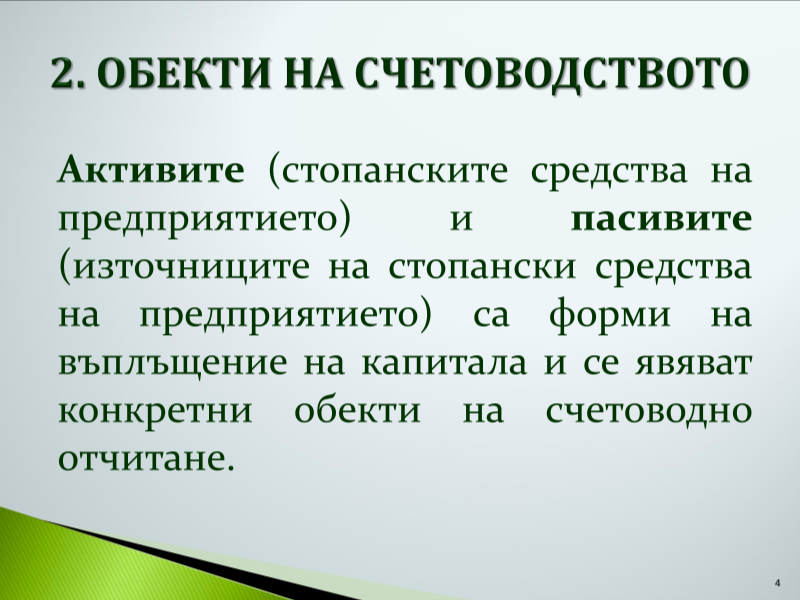 2. ОБЕКТИ НА СЧЕТОВОДСТВОТО
Активите (стопанските средства на
предприятието) и пасивите
(източниците на стопански средства
на предприятието) са форми на
въплъщение на капитала и се явяват
конкретни обекти на счетоводно
отчитане.
4